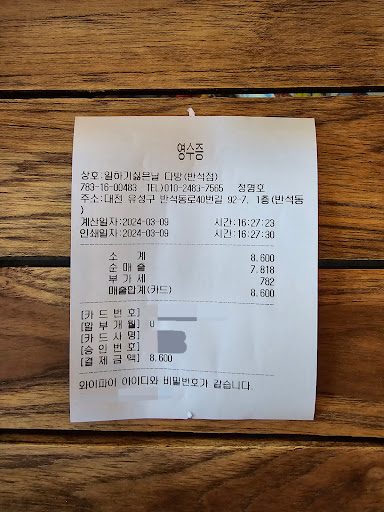 영수증
상호:일하기싫은날 다방(반석점)
783-16-00483 TEL)010-2483-7565 정명호
주소:대전 유성구 반석동로40번길 92-7, 1층(반석동
)
계산일자:2024-03-09 시간:16:27:23
인쇄일자:2024-03-09 시간:16:27:30
소 계 8,600
순 매 출 7,818
부 가 세 782
매출합계(카드) 8,600
[카 드 번 호]
[할 부 개 월] 0
[카 드 사 명]
[승 인 번 호]
[결 제 금 액] 8,600
와이파이 아이디와 비밀번호가 같습니다.